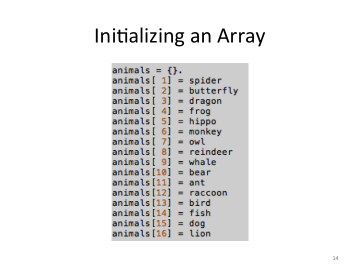 Initializing an Array
animals = {}.
animals[ 1] = spider
animals[ 2] = butterfly
animals[ 3] = dragon
animals[ 4] = frog
animals[ 5] = hippo
animals[ 6] = monkey
animals[ 7] = owl
animals[ 8] = reindeer
animals[ 9] = whale
animals[10] = bear
animals[11] = ant
animals[12] = raccoon
animals[13] = bird
animals[14] = fish
animals[15] = dog
animals[16] = lion
14